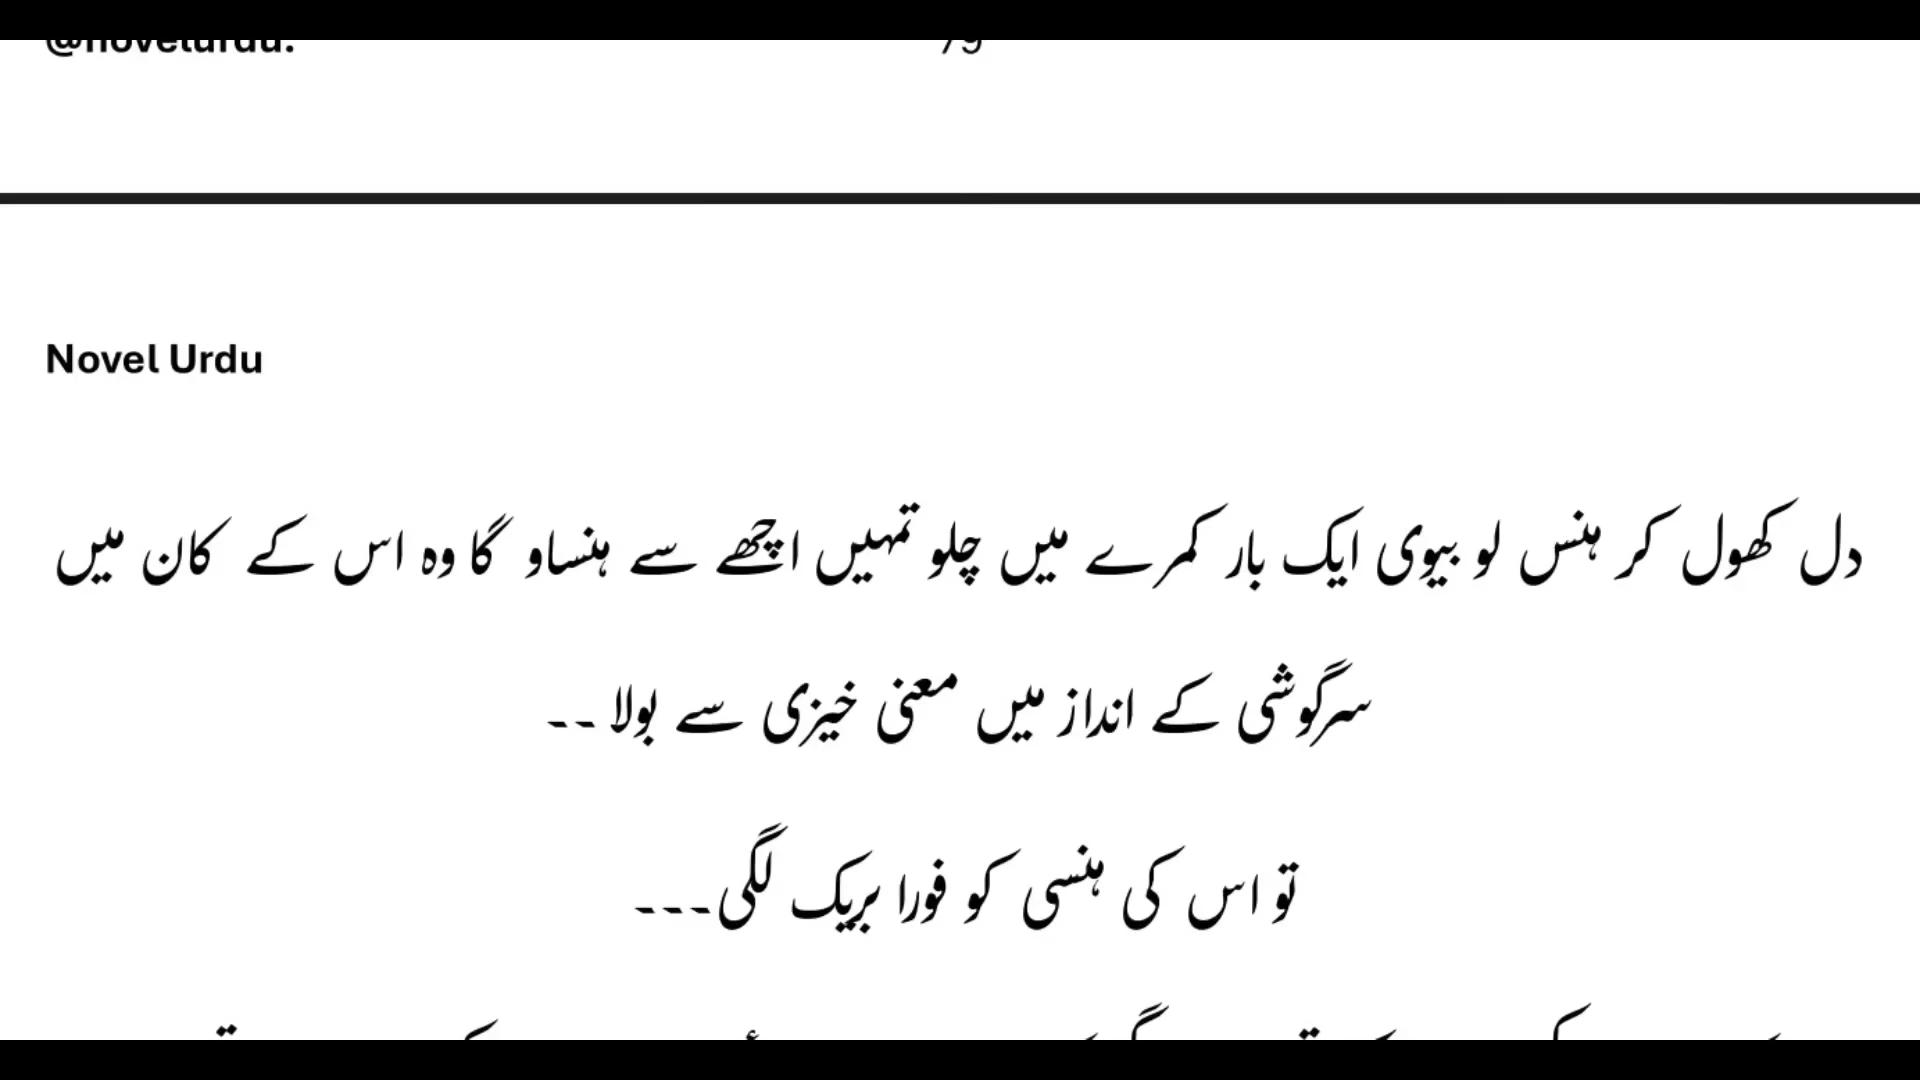 @novelurdu. 79
Novel Urdu
دل کھول کر ہنس لو بیوی ایک بار کمرے میں چلو تمہیں اچھے سے ہنساو گا وہ اس کے کان میں
سرگوشی کے انداز میں معنی خیزی سے بولا --
تو اس کی ہنسی کو فورا بریک لگی---